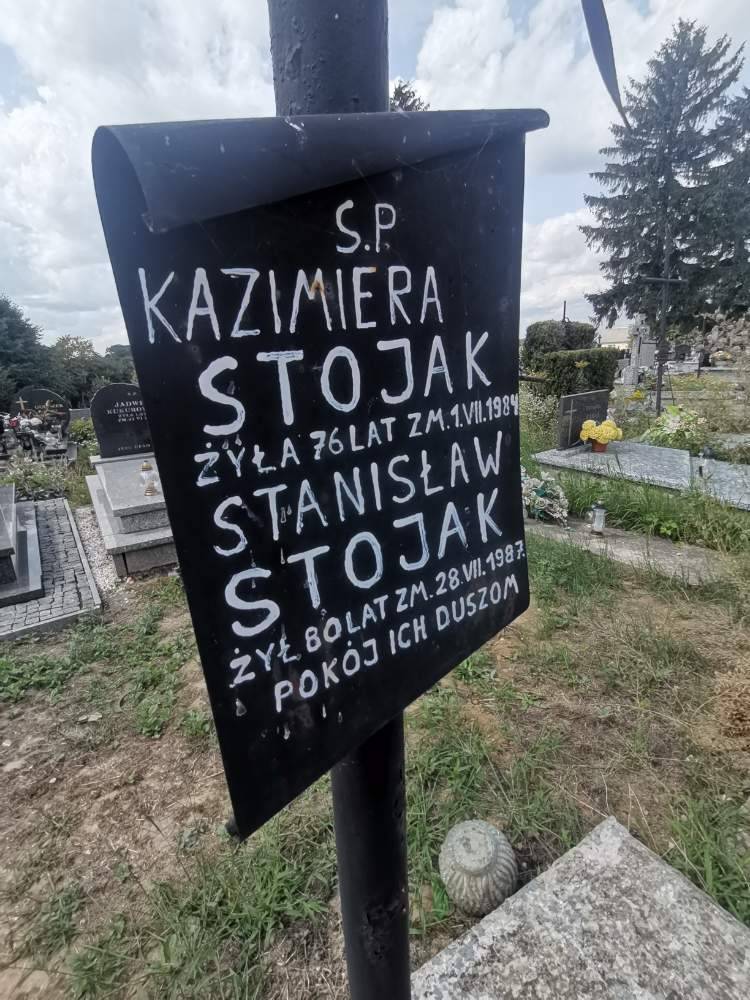 S.P
KAZIMIERA
STOJAK
ŻYŁA 76 LAT ZM. 1.VII.1984
STANISŁAW
STOJAK
ŻYŁ 80 LAT ZM. 28.VII.1987.
POKÓJ ICH DUSZOM
JADWI